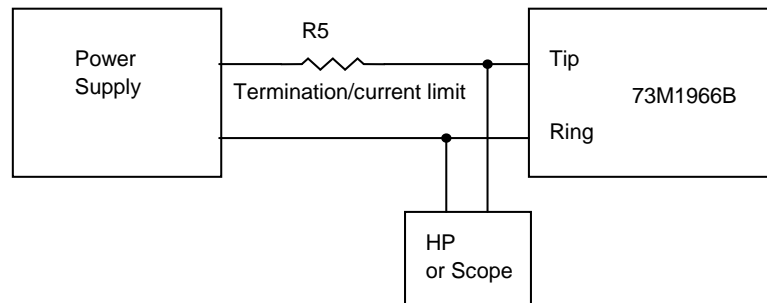 R5
Power
Supply
Termination/current limit
Tip
73M1966B
Ring
HP
or Scope